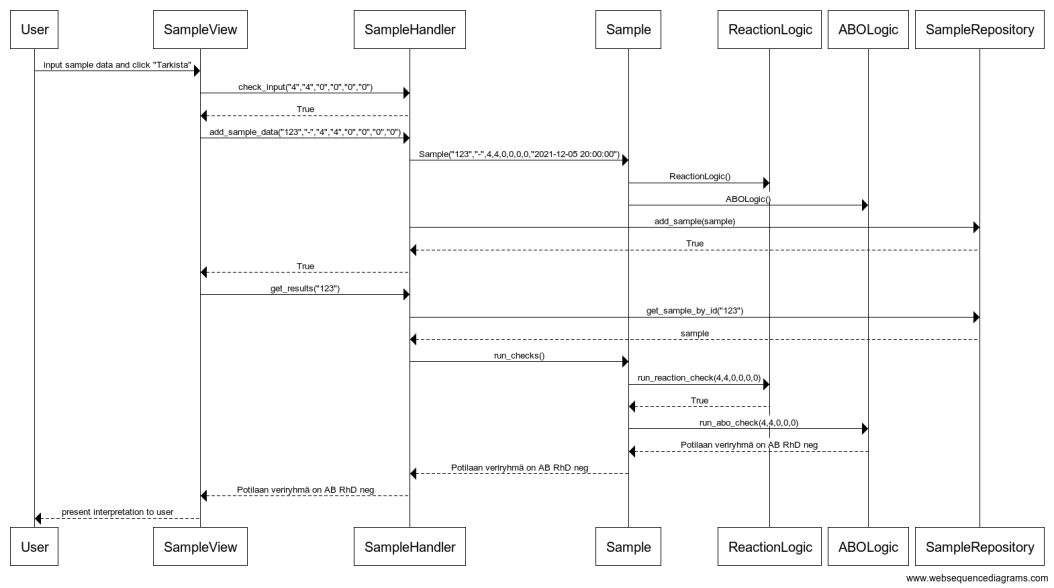 User SampleView SampleHandler Sample ReactionLogic ABOLogic SampleRepository
input sample data and click "Tarkista"
check_input("4","4","0","0","0","0")
True
add_sample_data("123","-","4","4","0","0","0","0")
Sample("123","-",4,4,0,0,0,0,"2021-12-05 20:00:00")
ReactionLogic()
ABOLogic()
add_sample(sample)
True
True
get_results("123")
get_sample_by_id("123")
sample
run_checks()
run_reaction_check(4,4,0,0,0,0)
True
run_abo_check(4,4,0,0,0)
Potilaan veriryhmä on AB RhD neg
Potilaan veriryhmä on AB RhD neg
Potilaan veriryhmä on AB RhD neg
present interpretation to user
User SampleView SampleHandler Sample ReactionLogic ABOLogic SampleRepository
www.websequencediagrams.com